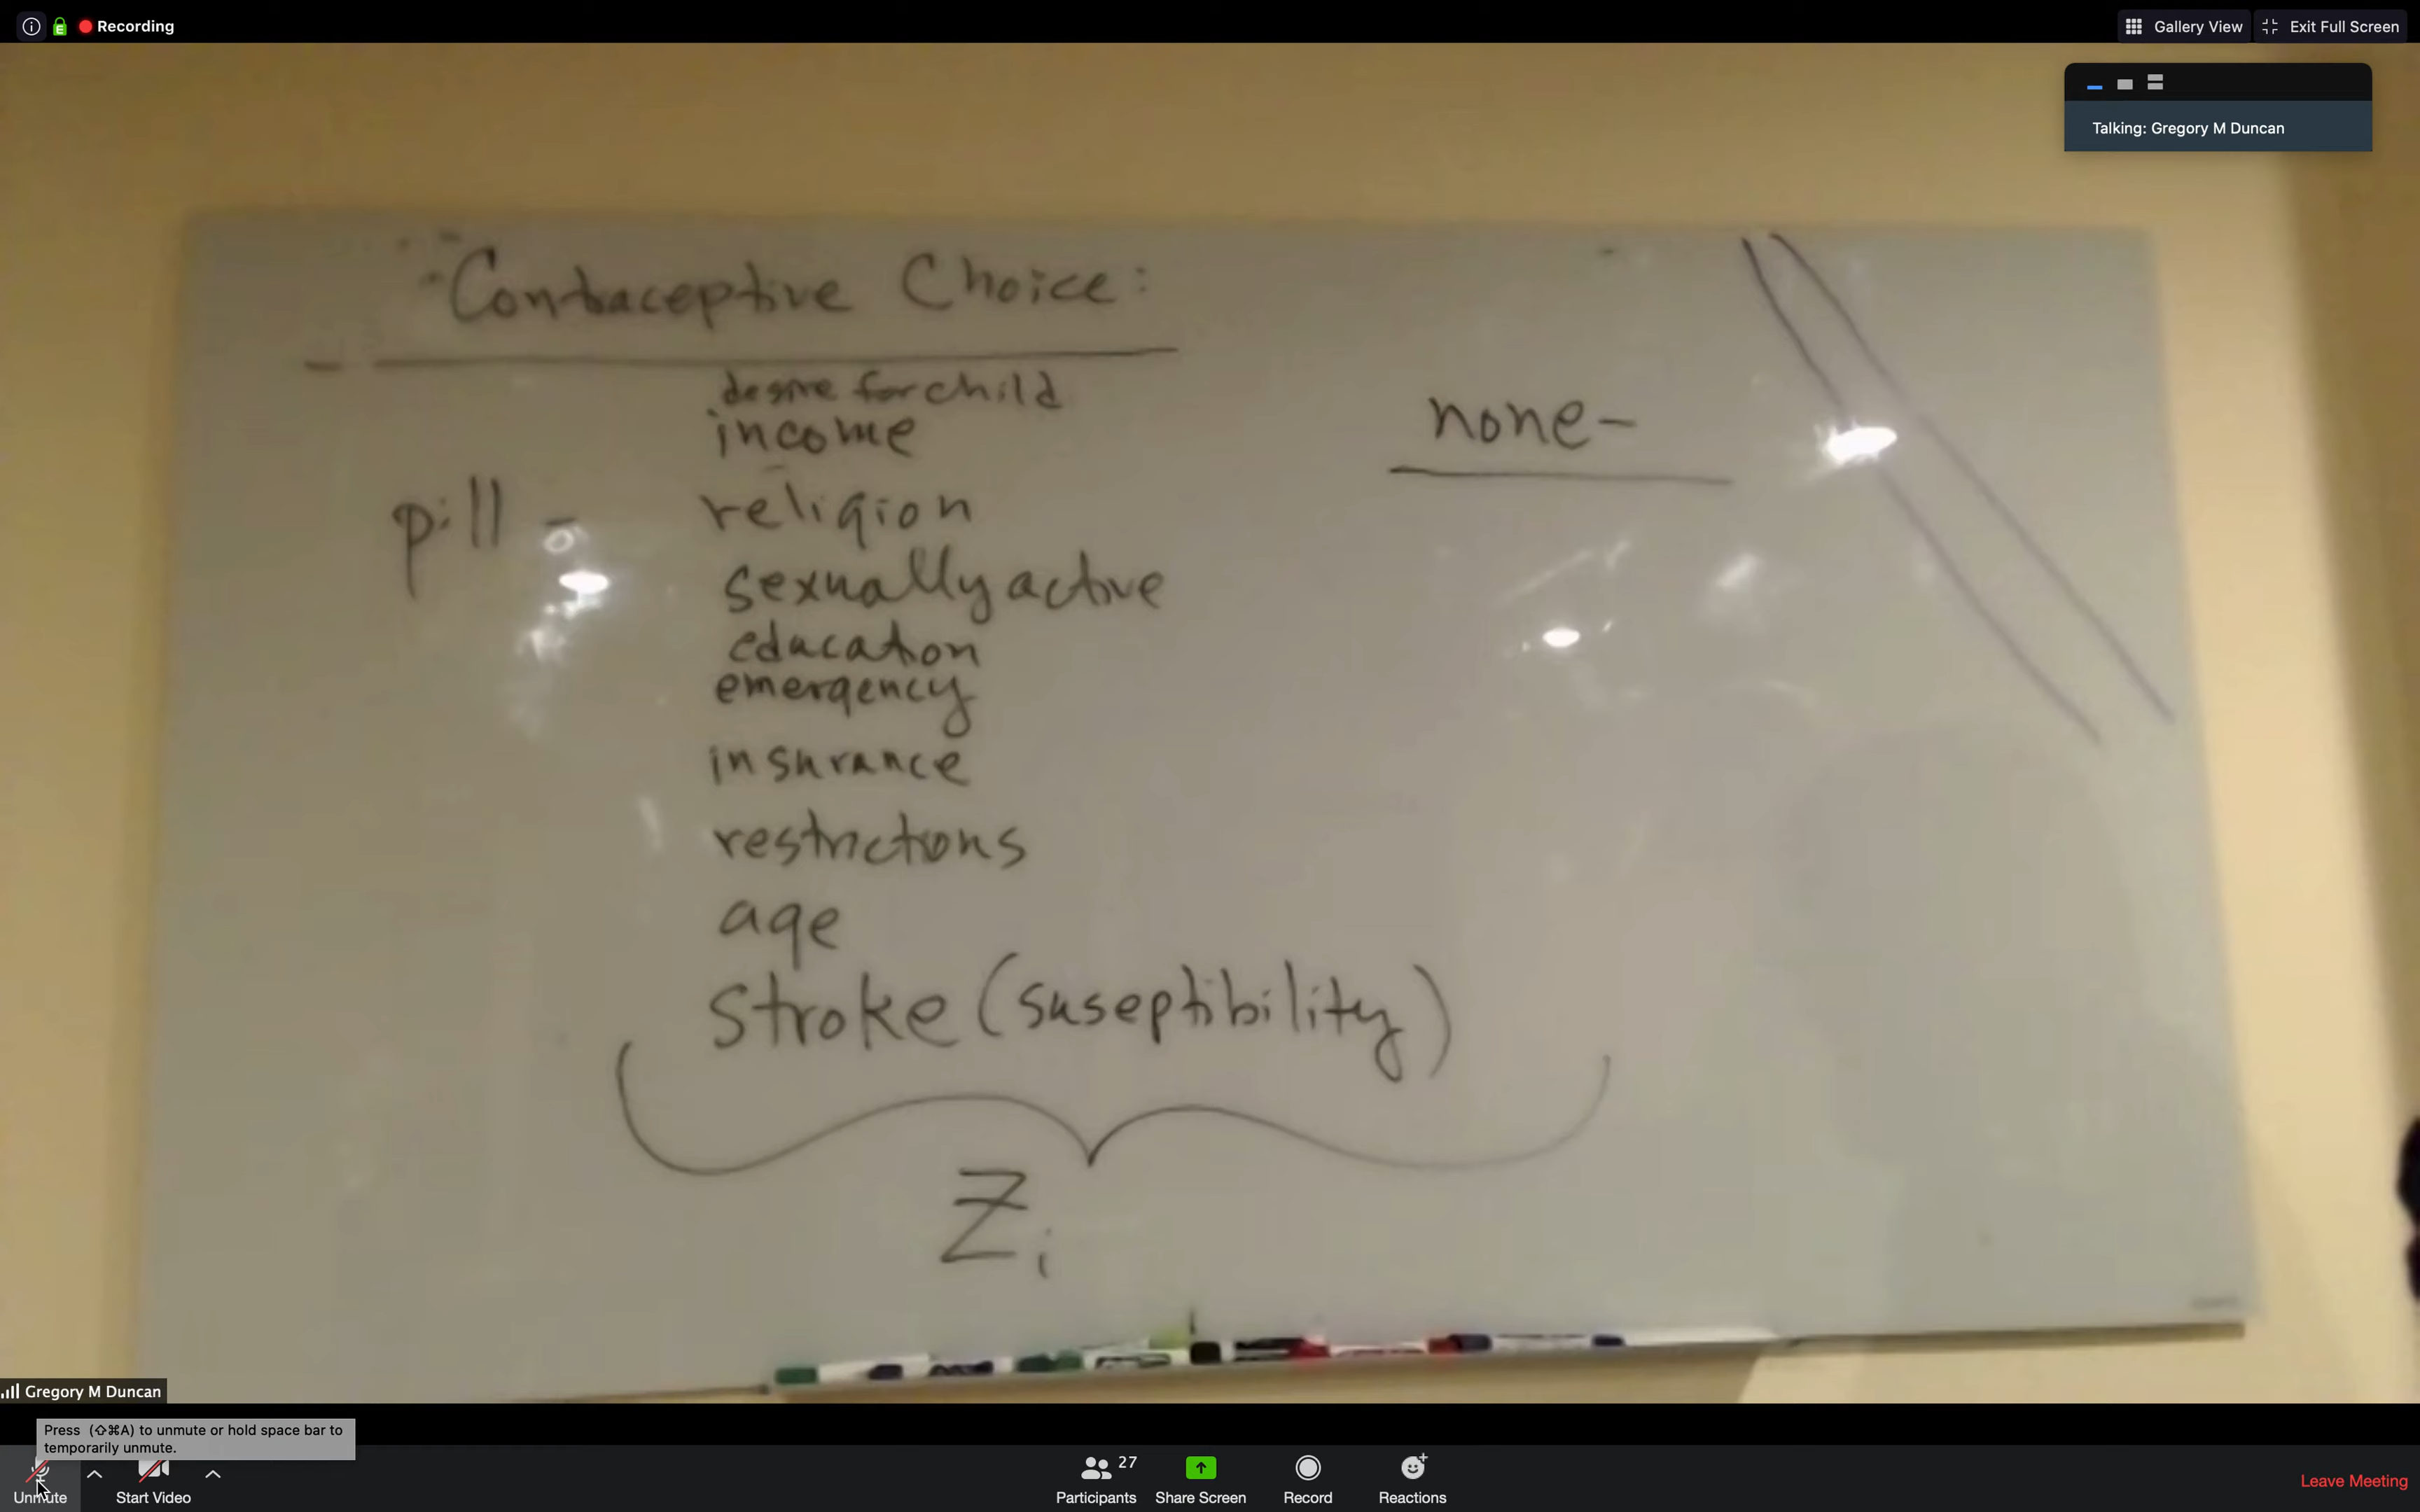 Recording
Gallery View
Exit Full Screen
Talking: Gregory M Duncan
Contraceptive Choice:
desire for child
income
none-
pill -
religion
sexually active
education
emergency
insurance
restrictions
age
Stroke (suseptibility)
Zi
Gregory M Duncan
Press (⇧⌘A) to unmute or hold space bar to
temporarily unmute.
Unmute
Start Video
27
Participants
Share Screen
Record
Reactions
Leave Meeting